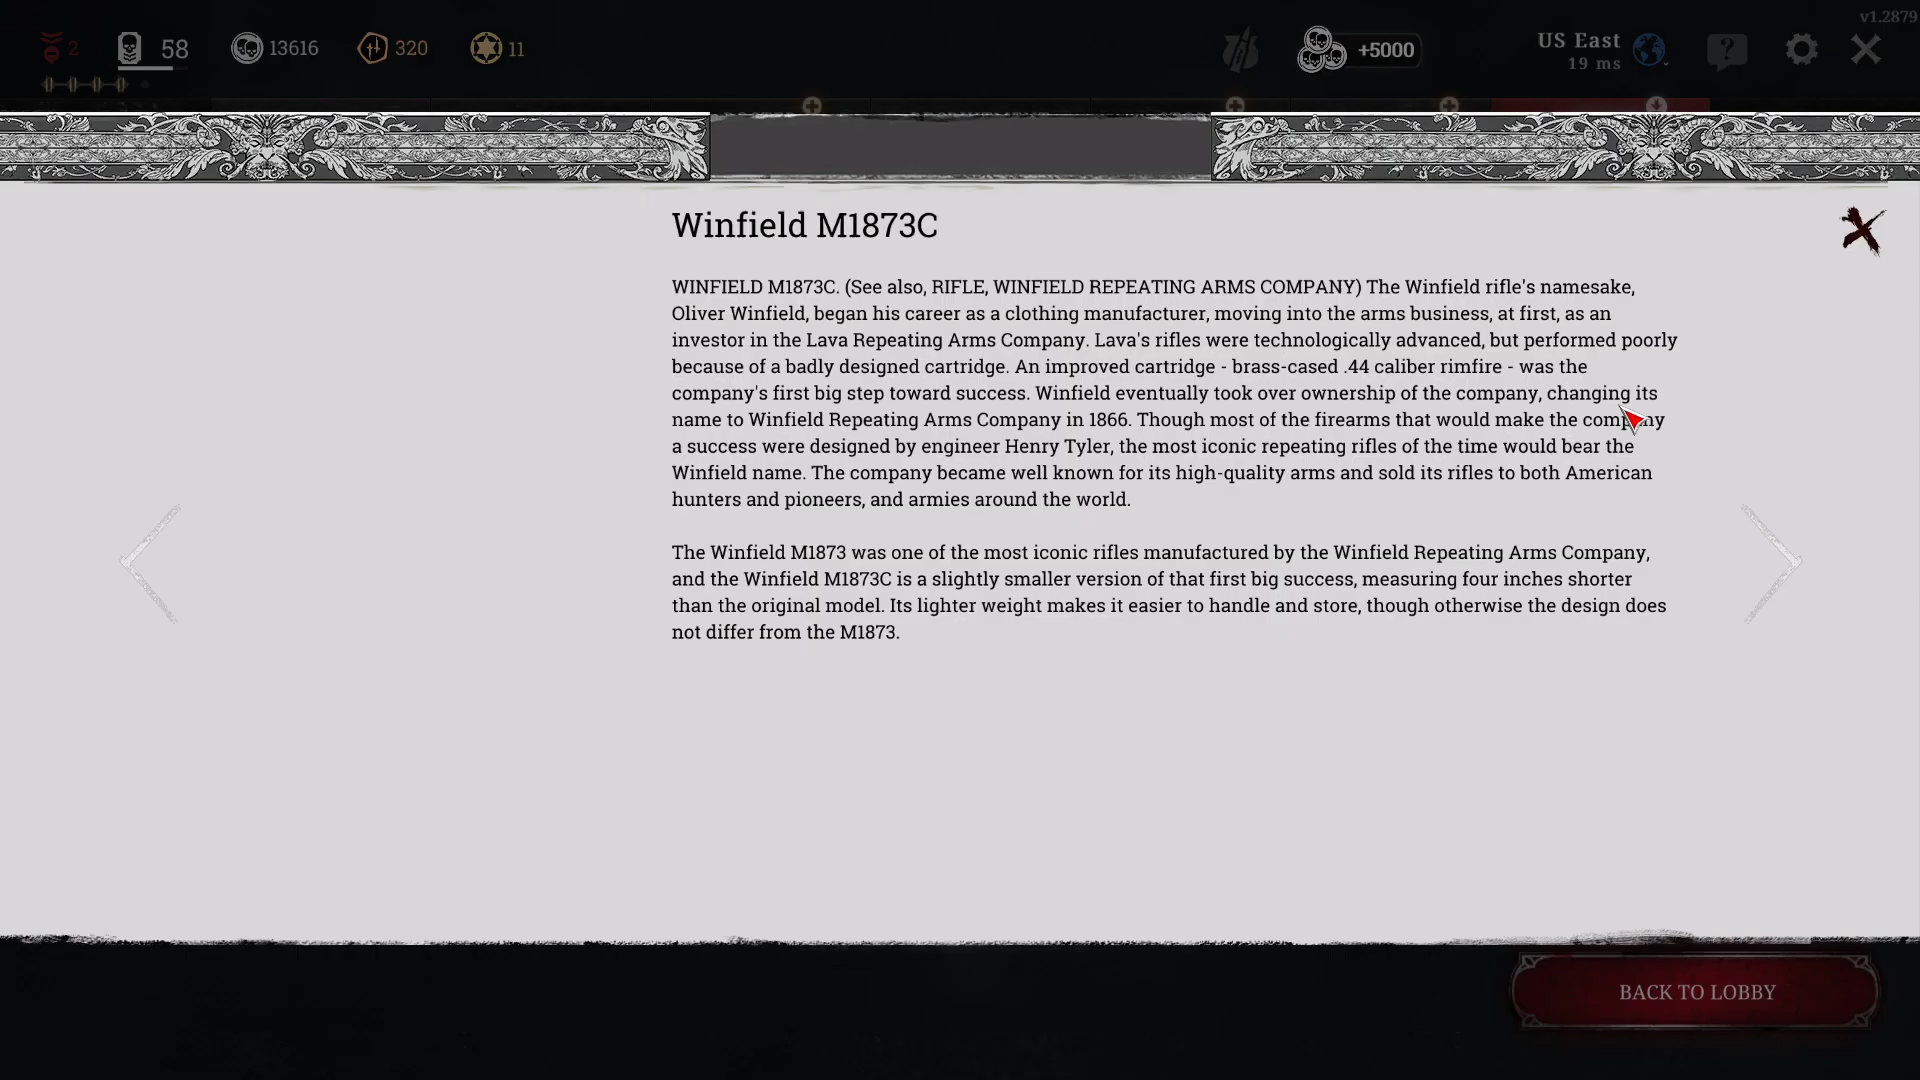 v1.2879
2
58
13616
320
11
+5000
US East
19 ms
Winfield M1873C
WINFIELD M1873C. (See also, RIFLE, WINFIELD REPEATING ARMS COMPANY) The Winfield rifle's namesake,
Oliver Winfield, began his career as a clothing manufacturer, moving into the arms business, at first, as an
investor in the Lava Repeating Arms Company. Lava's rifles were technologically advanced, but performed poorly
because of a badly designed cartridge. An improved cartridge - brass-cased .44 caliber rimfire - was the
company's first big step toward success. Winfield eventually took over ownership of the company, changing its
name to Winfield Repeating Arms Company in 1866. Though most of the firearms that would make the company
a success were designed by engineer Henry Tyler, the most iconic repeating rifles of the time would bear the
Winfield name. The company became well known for its high-quality arms and sold its rifles to both American
hunters and pioneers, and armies around the world.
The Winfield M1873 was one of the most iconic rifles manufactured by the Winfield Repeating Arms Company,
and the Winfield M1873C is a slightly smaller version of that first big success, measuring four inches shorter
than the original model. Its lighter weight makes it easier to handle and store, though otherwise the design does
not differ from the M1873.
BACK TO LOBBY